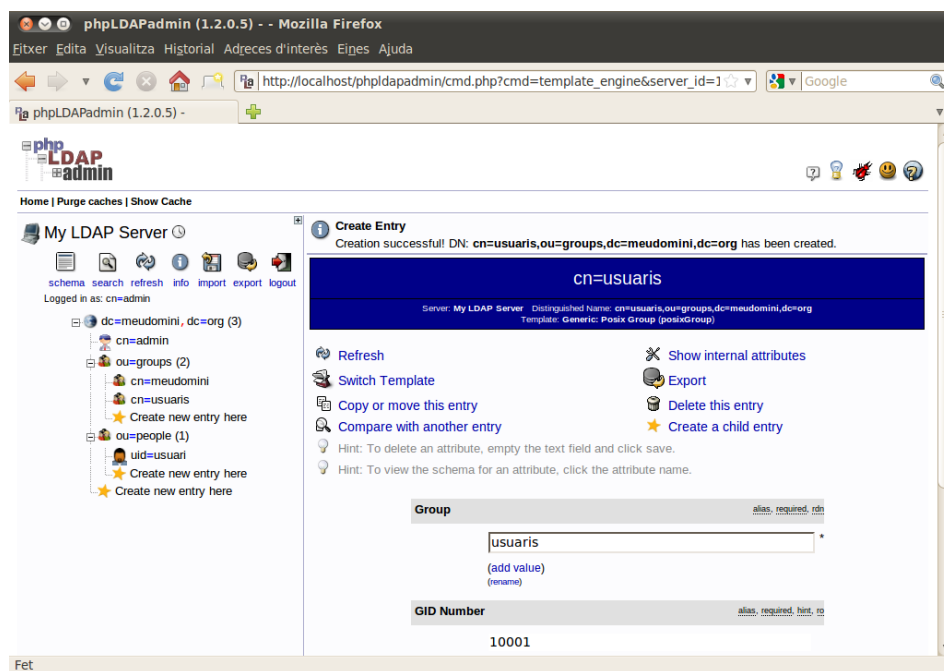 phpLDAPadmin (1.2.0.5) - - Mozilla Firefox
Fitxer Edita Visualitza Historial Adreces d'interès Eines Ajuda
http://localhost/phpldapadmin/cmd.php?cmd=template_engine&server_id=1 Google
phpLDAPadmin (1.2.0.5) -
php
LDAP
admin
Home | Purge caches | Show Cache
My LDAP Server
schema search refresh info import export logout
Logged in as: cn=admin
dc=meudomini, dc=org (3)
cn=admin
ou=groups (2)
cn=meudomini
cn=usuaris
Create new entry here
ou=people (1)
uid=usuari
Create new entry here
Create new entry here
Create Entry
Creation successful! DN: cn=usuaris,ou=groups,dc=meudomini,dc=org has been created.
cn=usuaris
Server: My LDAP Server Distinguished Name: cn=usuaris,ou=groups,dc=meudomini,dc=org
Template: Generic: Posix Group (posixGroup)
Refresh Show internal attributes
Switch Template Export
Copy or move this entry Delete this entry
Compare with another entry Create a child entry
Hint: To delete an attribute, empty the text field and click save.
Hint: To view the schema for an attribute, click the attribute name.
Group alias, required, rdn
usuaris *
(add value)
(rename)
GID Number alias, required, hint, ro
10001
Fet